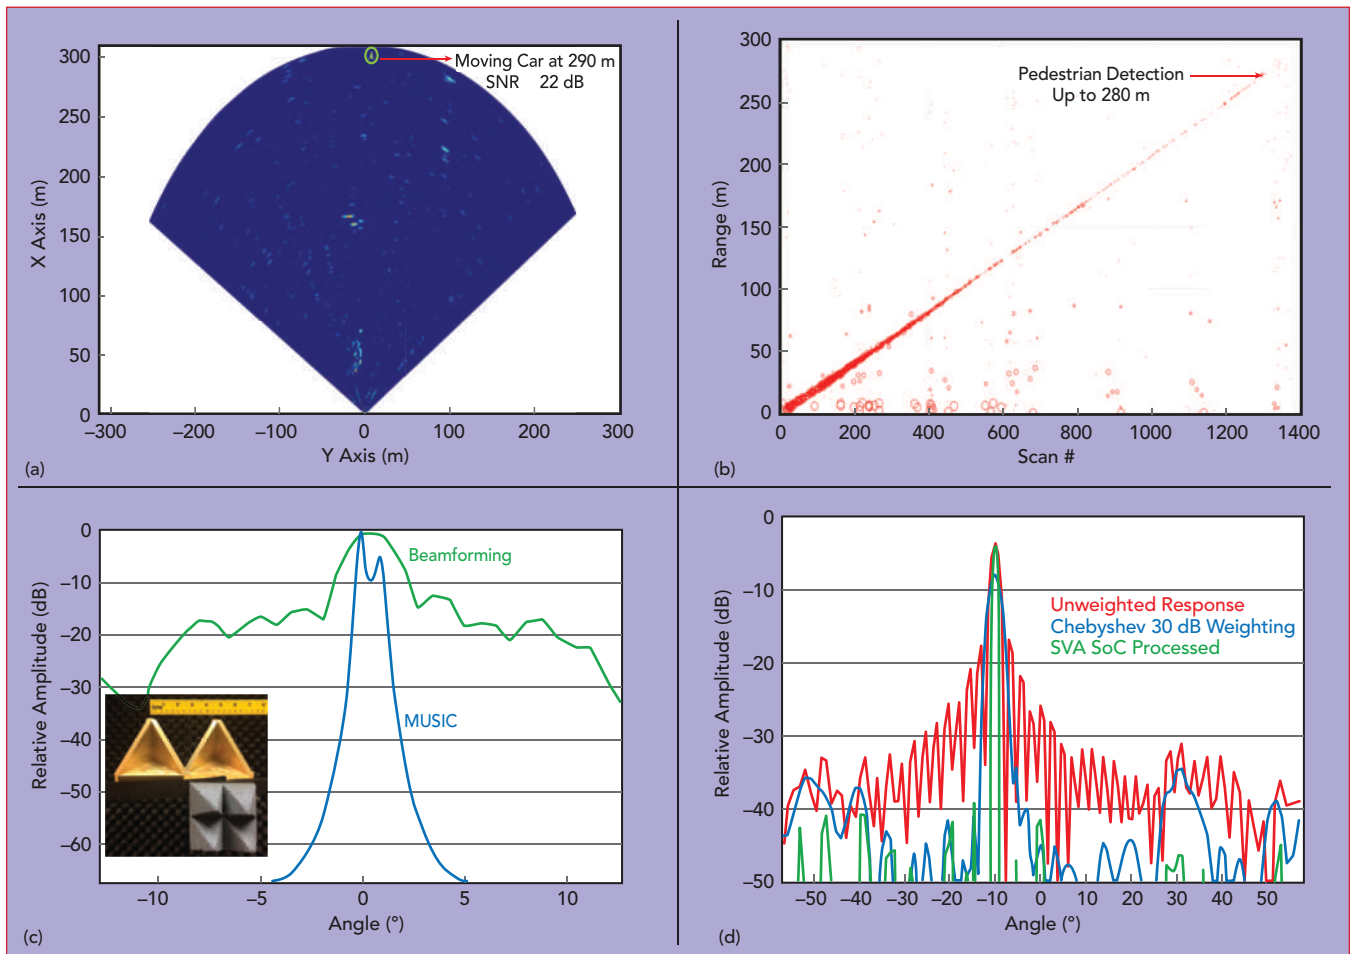 300
250
200
150
100
50
0
X Axis (m)
Moving Car at 290 m
SNR 22 dB
−300
−200
−100
0
100
200
300
Y Axis (m)
(a)
300
250
200
150
100
50
0
Range (m)
Pedestrian Detection
Up to 280 m
0
200
400
600
800
1000
1200
1400
Scan #
(b)
0
−10
−20
−30
−40
−50
−60
Relative Amplitude (dB)
Beamforming
MUSIC
−10
−5
0
5
10
Angle (°)
(c)
0
−10
−20
−30
−40
−50
Relative Amplitude (dB)
Unweighted Response
Chebyshev 30 dB Weighting
SVA SoC Processed
−50
−40
−30
−20
−10
0
10
20
30
40
50
Angle (°)
(d)